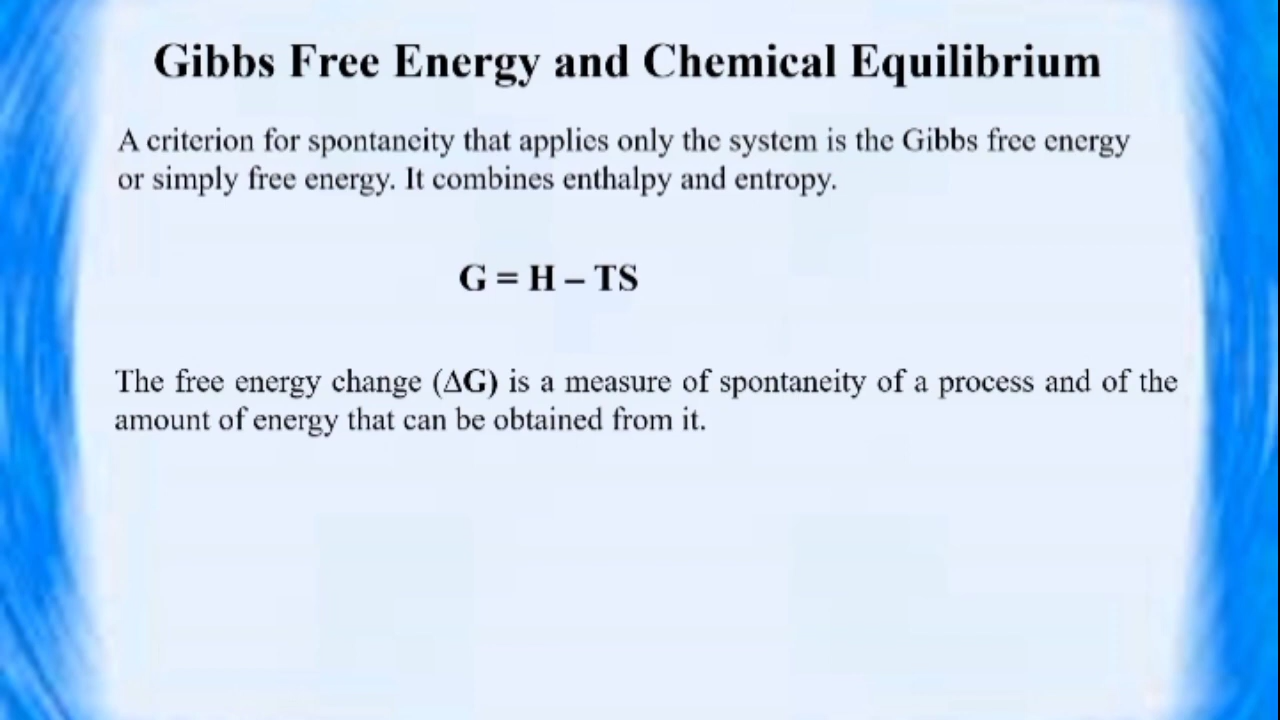 Gibbs Free Energy and Chemical Equilibrium
A criterion for spontaneity that applies only the system is the Gibbs free energy
or simply free energy. It combines enthalpy and entropy.
G = H – TS
The free energy change (ΔG) is a measure of spontaneity of a process and of the
amount of energy that can be obtained from it.